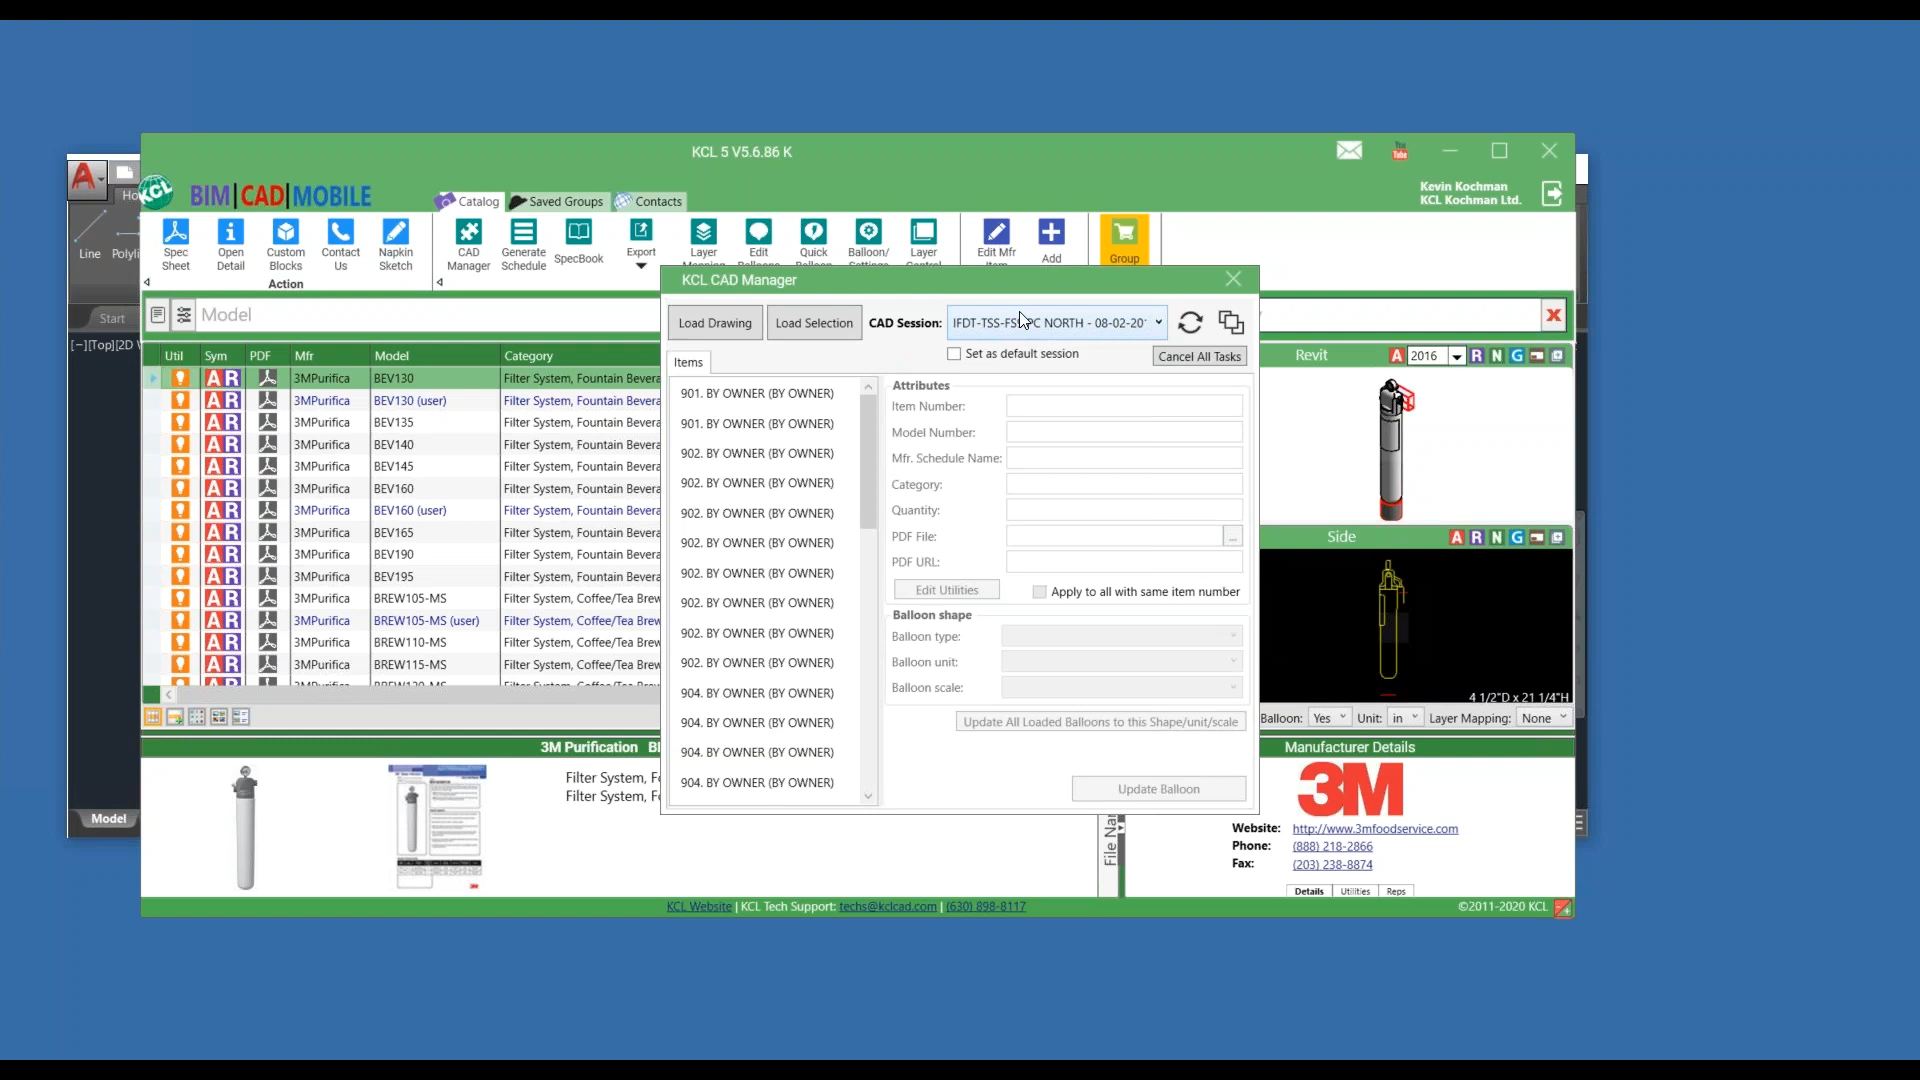 KCL 5 V5.6.86 K
You
Tube
A
KCL
BIM|CAD|MOBILE
Catalog
Saved Groups
Contacts
Kevin Kochman
KCL Kochman Ltd.
Line
Spec
Sheet
Open
Detail
Custom
Blocks
Contact
Us
Napkin
Sketch
Action
CAD
Manager
Generate
Schedule
SpecBook
Export
Layer
Edit
Quick
Balloon/
Layer
Edit Mfr
Add
Group
Start
[−][Top][2D
Model
Model
KCL CAD Manager
Load Drawing
Load Selection
CAD Session:
Set as default session
Cancel All Tasks
Items
901. BY OWNER (BY OWNER)
901. BY OWNER (BY OWNER)
902. BY OWNER (BY OWNER)
902. BY OWNER (BY OWNER)
902. BY OWNER (BY OWNER)
902. BY OWNER (BY OWNER)
902. BY OWNER (BY OWNER)
902. BY OWNER (BY OWNER)
902. BY OWNER (BY OWNER)
902. BY OWNER (BY OWNER)
904. BY OWNER (BY OWNER)
904. BY OWNER (BY OWNER)
904. BY OWNER (BY OWNER)
904. BY OWNER (BY OWNER)
Attributes
Item Number:
Model Number:
Mfr. Schedule Name:
Category:
Quantity:
PDF File:
...
PDF URL:
Edit Utilities
Apply to all with same item number
Balloon shape
Balloon type:
Balloon unit:
Balloon scale:
Update All Loaded Balloons to this Shape/unit/scale
Update Balloon
Util Sym PDF Mfr Model Category
A R 3MPurifica BEV130 Filter System, Fountain Bevera
A R 3MPurifica BEV130 (user) Filter System, Fountain Bevera
A R 3MPurifica BEV135 Filter System, Fountain Bevera
A R 3MPurifica BEV140 Filter System, Fountain Bevera
A R 3MPurifica BEV145 Filter System, Fountain Bevera
A R 3MPurifica BEV160 Filter System, Fountain Bevera
A R 3MPurifica BEV160 (user) Filter System, Fountain Bevera
A R 3MPurifica BEV165 Filter System, Fountain Bevera
A R 3MPurifica BEV190 Filter System, Fountain Bevera
A R 3MPurifica BEV195 Filter System, Fountain Bevera
A R 3MPurifica BREW105-MS Filter System, Coffee/Tea Brew
A R 3MPurifica BREW105-MS (user) Filter System, Coffee/Tea Brew
A R 3MPurifica BREW110-MS Filter System, Coffee/Tea Brew
A R 3MPurifica BREW115-MS Filter System, Coffee/Tea Brew
Revit A 2016 R N G
Side A R N G
4 1/2"D x 21 1/4"H
Balloon: Yes Unit: in Layer Mapping: None
3M Purification
Filter System,
Filter System,
File
Manufacturer Details
3M
Website: http://www.3mfoodservice.com
Phone: (888) 218-2866
Fax: (203) 238-8874
Details Utilities Reps
KCL Website | KCL Tech Support: techs@kclcad.com | (630) 898-8117
©2011-2020 KCL